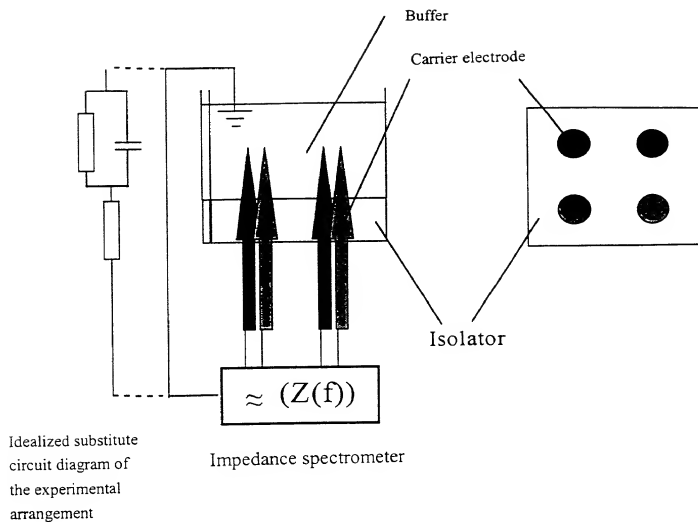 Buffer
Carrier electrode
Isolator
≈ (Z(f))
Impedance spectrometer
Idealized substitute
circuit diagram of
the experimental
arrangement